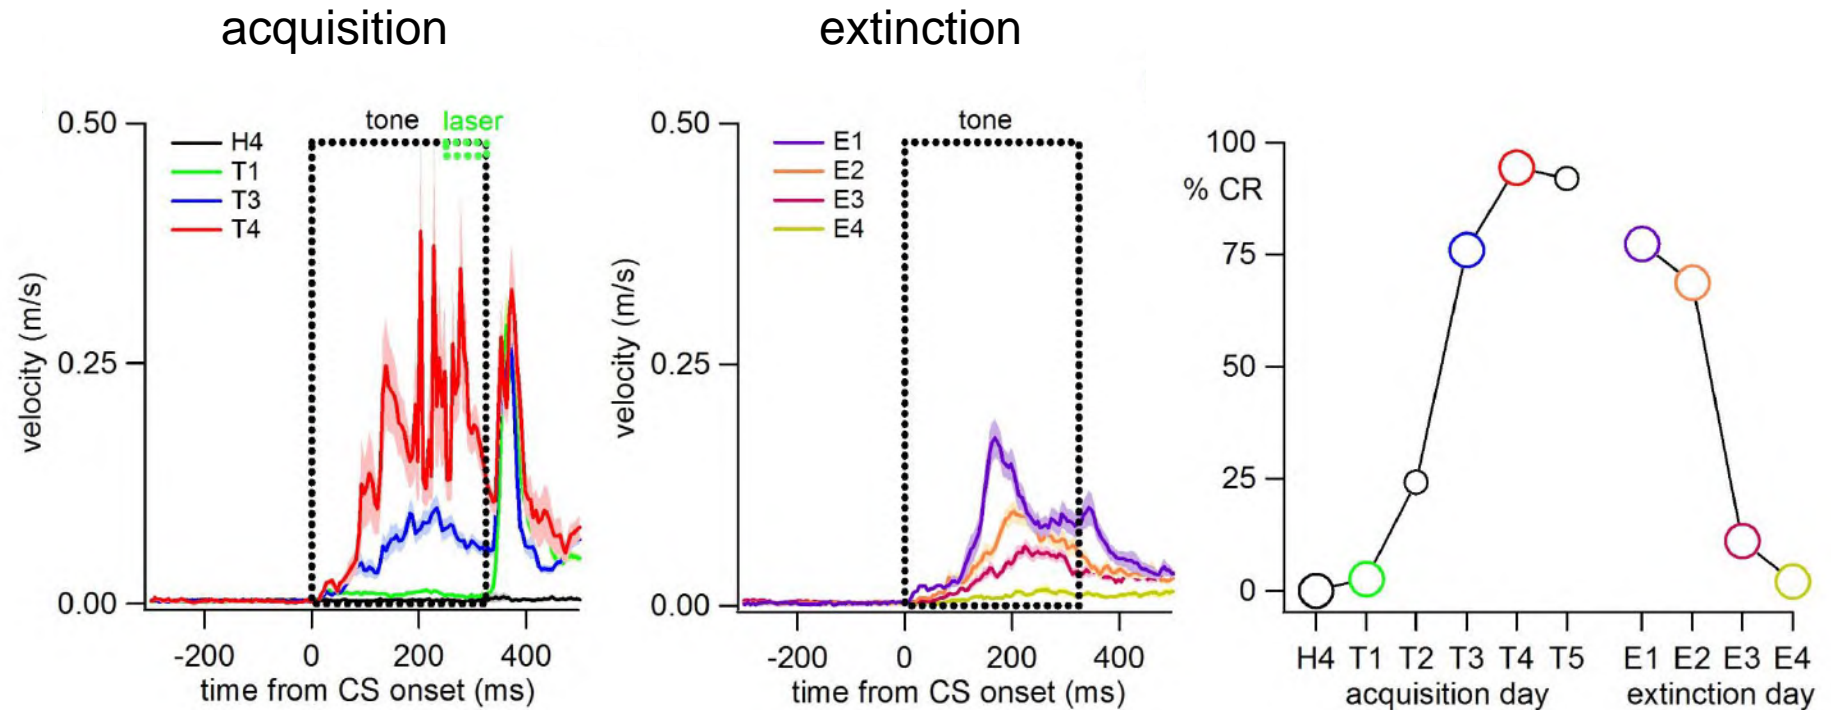 acquisition
extinction
0.50
0.25
0.00
velocity (m/s)
H4
T1
T3
T4
tone
laser
-200 0 200 400
time from CS onset (ms)
0.50
0.25
0.00
velocity (m/s)
E1
E2
E3
E4
tone
-200 0 200 400
time from CS onset (ms)
100
% CR
75
50
25
0
H4 T1 T2 T3 T4 T5 E1 E2 E3 E4
acquisition day extinction day